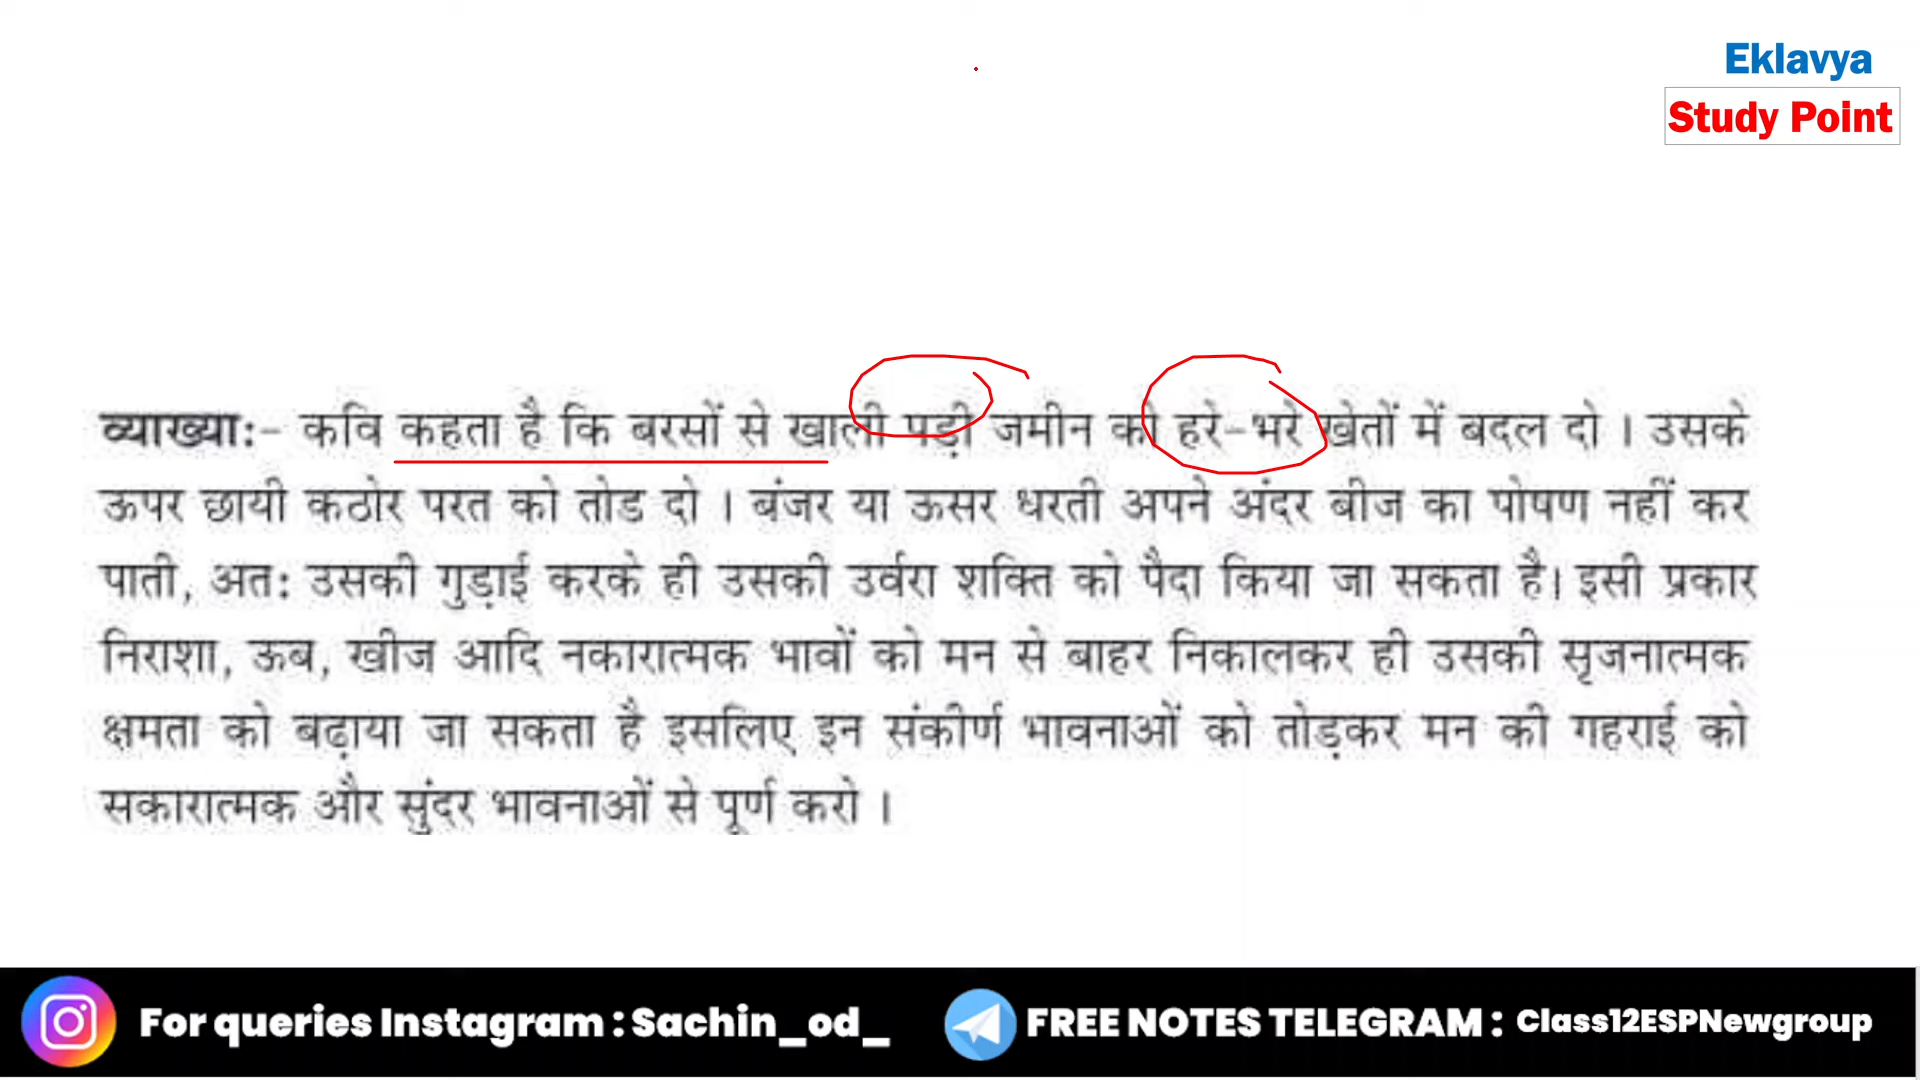 Eklavya
Study Point
व्याख्याः- कवि कहता है कि बरसों से खाली पड़ी जमीन को हरे-भरे खेतों में बदल दो । उसके
ऊपर छायी कठोर परत को तोड दो । बंजर या ऊसर धरती अपने अंदर बीज का पोषण नहीं कर
पाती, अतः उसकी गुड़ाई करके ही उसकी उर्वरा शक्ति को पैदा किया जा सकता है। इसी प्रकार
निराशा, ऊब, खीज आदि नकारात्मक भावों को मन से बाहर निकालकर ही उसकी सृजनात्मक
क्षमता को बढ़ाया जा सकता है इसलिए इन संकीर्ण भावनाओं को तोड़कर मन की गहराई को
सकारात्मक और सुंदर भावनाओं से पूर्ण करो ।
For queries Instagram : Sachin_od_
FREE NOTES TELEGRAM : Class12ESPNewgroup